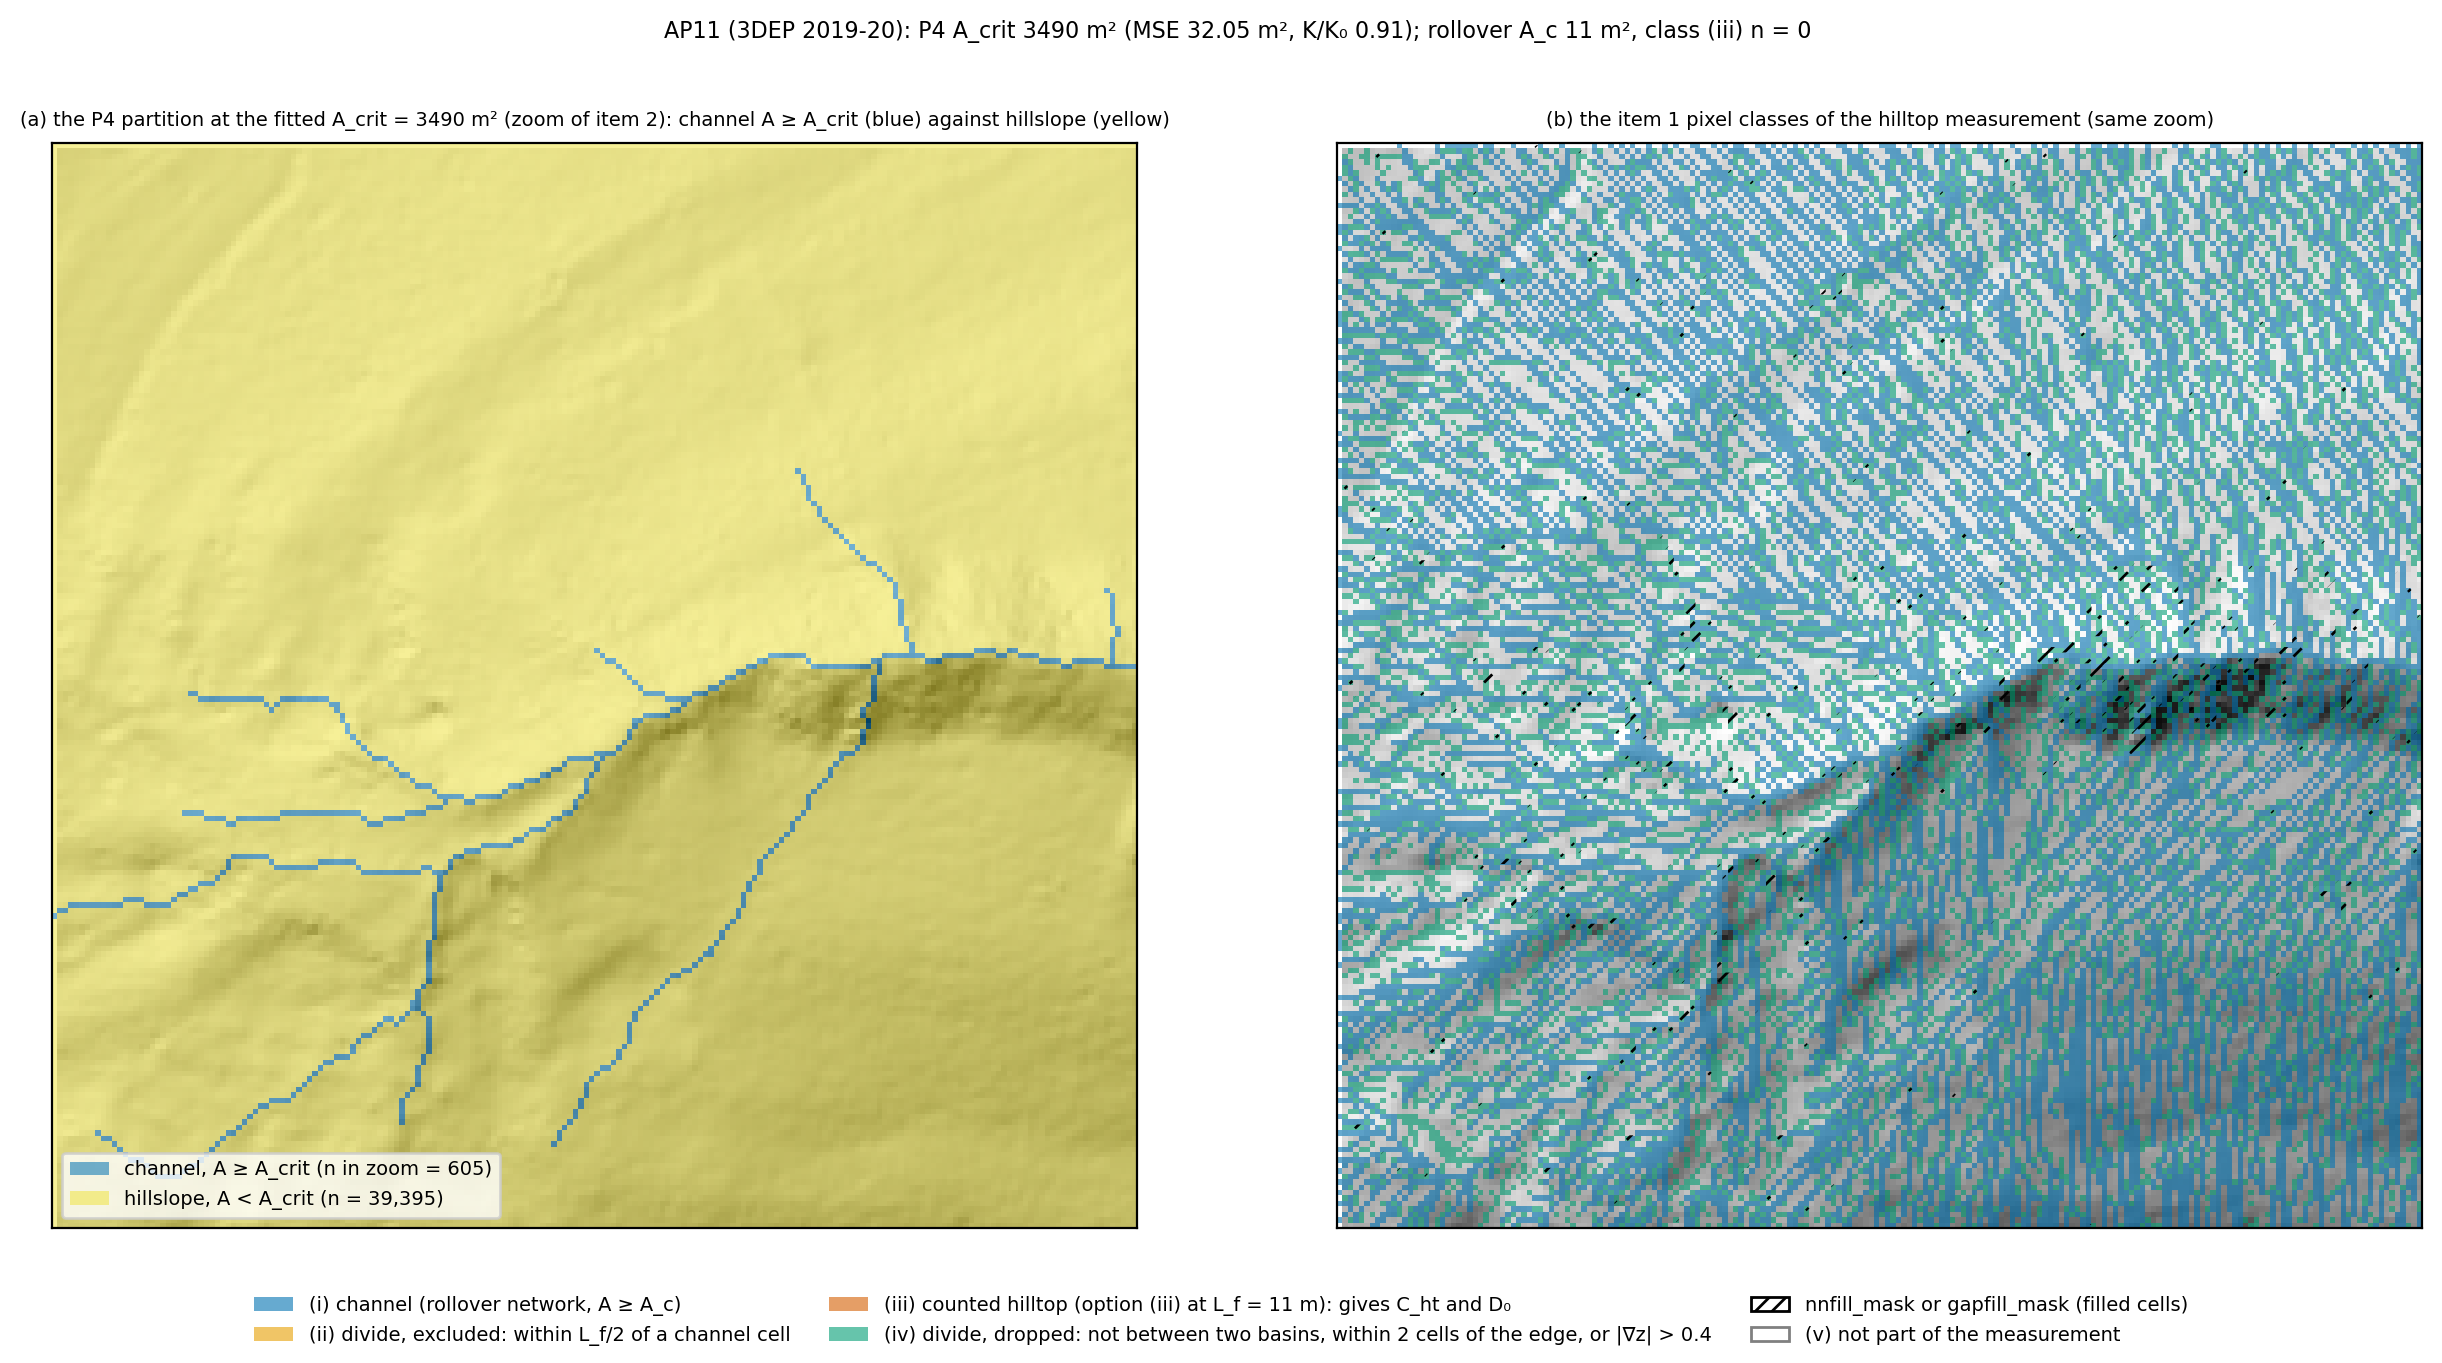 AP11 (3DEP 2019-20): P4 A_crit 3490 m² (MSE 32.05 m², K/K₀ 0.91); rollover A_c 11 m², class (iii) n = 0
(a) the P4 partition at the fitted A_crit = 3490 m² (zoom of item 2): channel A ≥ A_crit (blue) against hillslope (yellow)
(b) the item 1 pixel classes of the hilltop measurement (same zoom)
channel, A ≥ A_crit (n in zoom = 605)
hillslope, A < A_crit (n = 39,395)
(i) channel (rollover network, A ≥ A_c)
(ii) divide, excluded: within L_f/2 of a channel cell
(iii) counted hilltop (option (iii) at L_f = 11 m): gives C_ht and D₀
(iv) divide, dropped: not between two basins, within 2 cells of the edge, or |∇z| > 0.4
nnfill_mask or gapfill_mask (filled cells)
(v) not part of the measurement